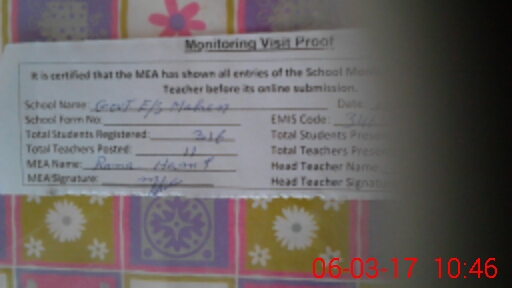 Monitoring Visit Proof
It is certified that the MEA has shown all entries of the School
Teacher before its online submission.
School Name: Govt E/S Date
School Form No: EMIS Code:
Total Students Registered: 316 Total Students
Total Teachers Posted: 11 Total Teachers
MEA Name: Rana Head Teacher Name
MEA Signature: Head Teacher
06-03-17 10:46